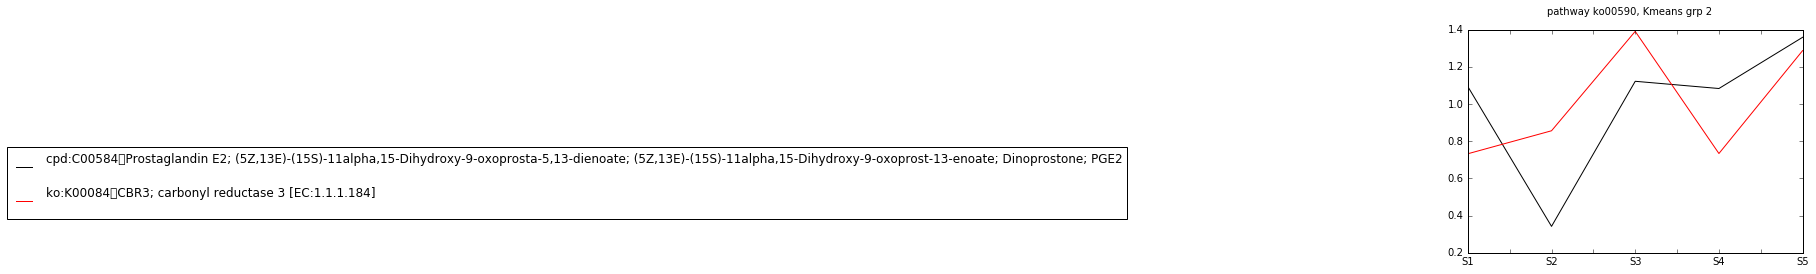 pathway ko00590, Kmeans grp 2
1.4
1.2
1.0
0.8
0.6
0.4
0.2
S1 S2 S3 S4 S5
cpd:C00584▯Prostaglandin E2; (5Z,13E)-(15S)-11alpha,15-Dihydroxy-9-oxoprosta-5,13-dienoate; (5Z,13E)-(15S)-11alpha,15-Dihydroxy-9-oxoprost-13-enoate; Dinoprostone; PGE2
ko:K00084▯CBR3; carbonyl reductase 3 [EC:1.1.1.184]